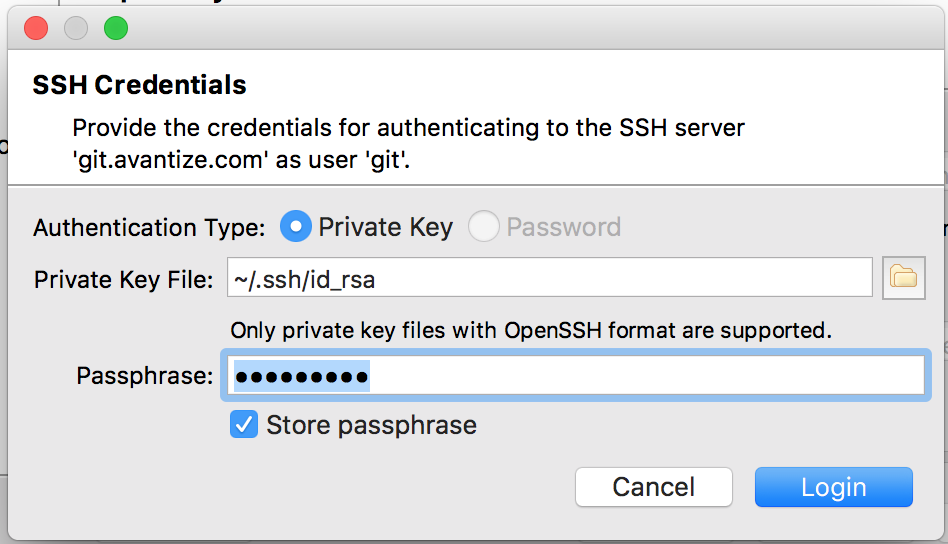 SSH Credentials
Provide the credentials for authenticating to the SSH server
'git.avantize.com' as user 'git'.
Authentication Type: Private Key Password
Private Key File: ~/.ssh/id_rsa
Only private key files with OpenSSH format are supported.
Passphrase: •••••••••
Store passphrase
Cancel Login